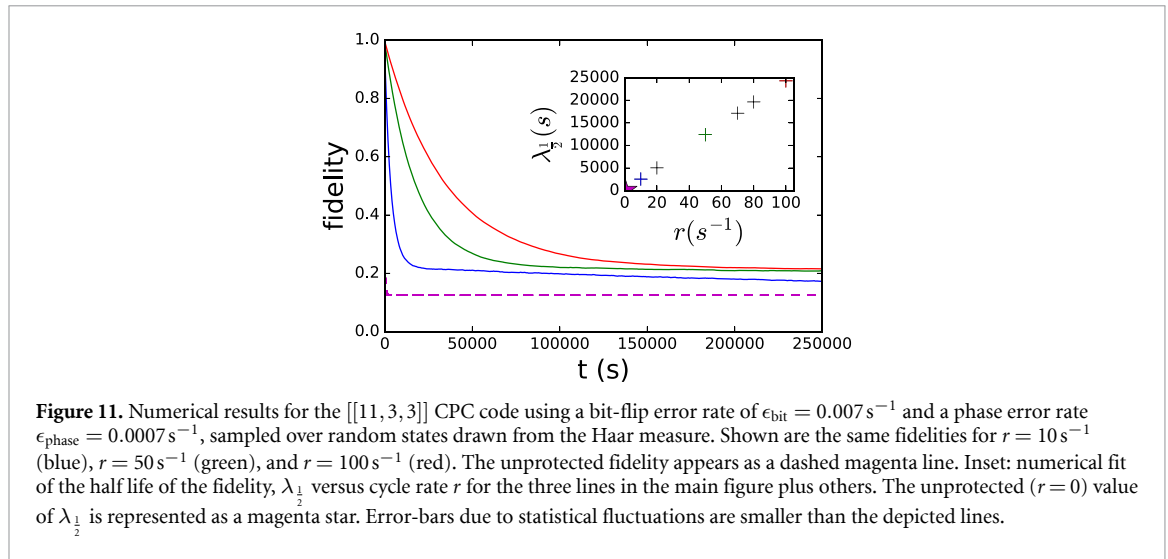 1.0
0.8
0.6
0.4
0.2
0.0
fidelity
0 50000 100000 150000 200000 250000
t (s)
25000
20000
15000
10000
5000
0
λ½(s)
0 20 40 60 80 100
r(s⁻¹)
Figure 11. Numerical results for the [[11, 3, 3]] CPC code using a bit-flip error rate of ϵbit = 0.007 s⁻¹ and a phase error rate
ϵphase = 0.0007 s⁻¹, sampled over random states drawn from the Haar measure. Shown are the same fidelities for r = 10 s⁻¹
(blue), r = 50 s⁻¹ (green), and r = 100 s⁻¹ (red). The unprotected fidelity appears as a dashed magenta line. Inset: numerical fit
of the half life of the fidelity, λ½ versus cycle rate r for the three lines in the main figure plus others. The unprotected (r = 0) value
of λ½ is represented as a magenta star. Error-bars due to statistical fluctuations are smaller than the depicted lines.